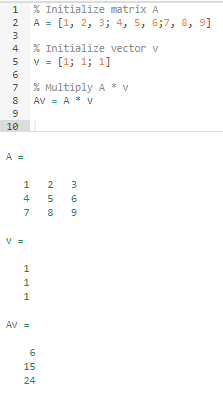 1 % Initialize matrix A
2 A = [1, 2, 3; 4, 5, 6;7, 8, 9]
3
4 % Initialize vector v
5 v = [1; 1; 1]
6
7 % Multiply A * v
8 Av = A * v
9
10
A =
1 2 3
4 5 6
7 8 9
v =
1
1
1
Av =
6
15
24